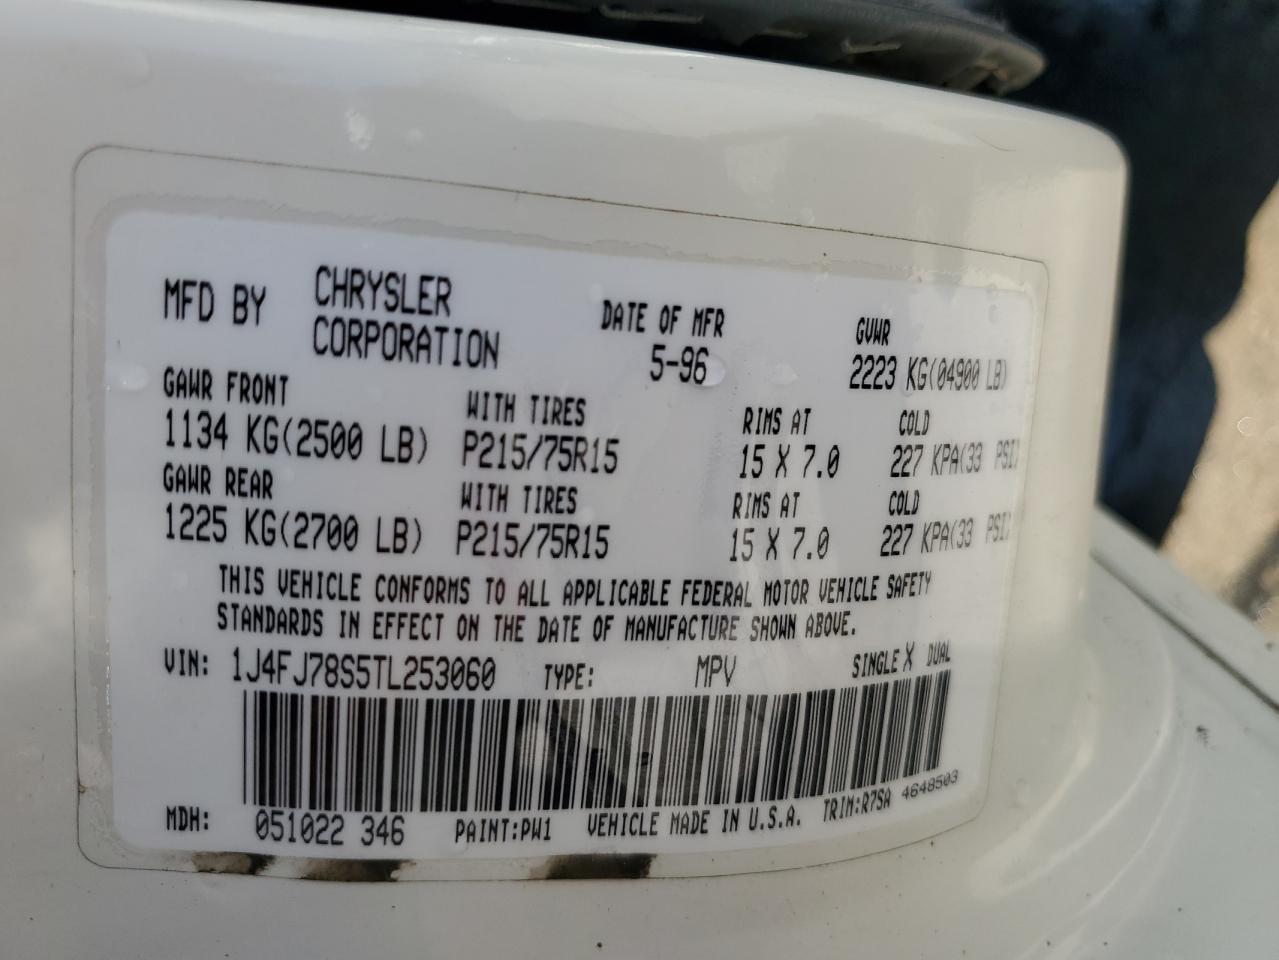 MFD BY CHRYSLER CORPORATION DATE OF MFR 5-96 GVWR 2223 KG(04900 LB)
GAWR FRONT WITH TIRES RIMS AT COLD
1134 KG(2500 LB) P215/75R15 15 X 7.0 227 KPA(33 PSI)
GAWR REAR WITH TIRES RIMS AT COLD
1225 KG(2700 LB) P215/75R15 15 X 7.0 227 KPA(33 PSI)
THIS VEHICLE CONFORMS TO ALL APPLICABLE FEDERAL MOTOR VEHICLE SAFETY
STANDARDS IN EFFECT ON THE DATE OF MANUFACTURE SHOWN ABOVE.
VIN: 1J4FJ78S5TL253060 TYPE: MPV SINGLE X DUAL
MDH: 051022 346 PAINT:PW1 VEHICLE MADE IN U.S.A. TRIM:R7SA 4648503